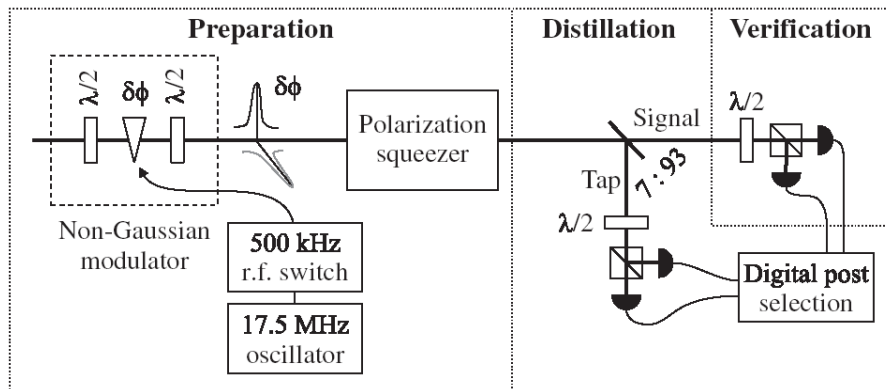 Preparation
Distillation
Verification
λ/2
δϕ
λ/2
δϕ
Polarization
squeezer
Signal
Tap
7:93
λ/2
λ/2
Non-Gaussian
modulator
500 kHz
r.f. switch
17.5 MHz
oscillator
Digital post
selection